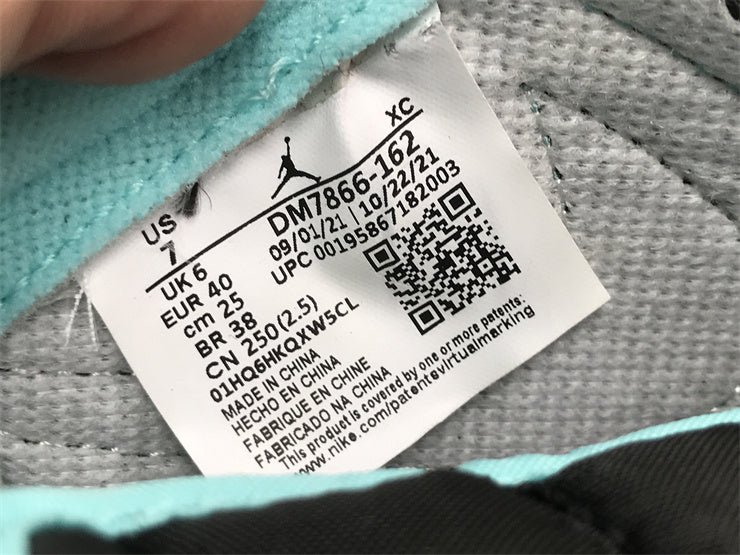 XC
US
7
DM7866-162
09/01/21 | 10/22/21
UPC 00195867182003
UK 6
EUR 40
cm 25
BR 38
CN 250(2.5)
01HQ6HKQXW5CL
MADE IN CHINA
HECHO EN CHINA
FABRIQUE EN CHINE
FABRICADO NA CHINA
This product is covered by one or more patents:
www.nike.com/patentsvirtualmarking